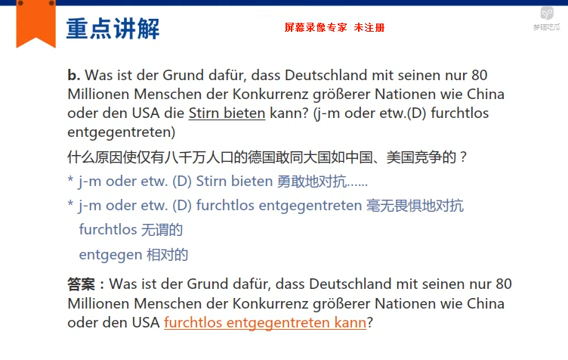 重点讲解
屏幕录像专家 未注册
梦疆吃瓜
b. Was ist der Grund dafür, dass Deutschland mit seinen nur 80
Millionen Menschen der Konkurrenz größerer Nationen wie China
oder den USA die Stirn bieten kann? (j-m oder etw.(D) furchtlos
entgegentreten)
什么原因使仅有八千万人口的德国敢同大国如中国、美国竞争的？
* j-m oder etw. (D) Stirn bieten 勇敢地对抗……
* j-m oder etw. (D) furchtlos entgegentreten 毫无畏惧地对抗
furchtlos 无谓的
entgegen 相对的
答案：Was ist der Grund dafür, dass Deutschland mit seinen nur 80
Millionen Menschen der Konkurrenz größerer Nationen wie China
oder den USA furchtlos entgegentreten kann?